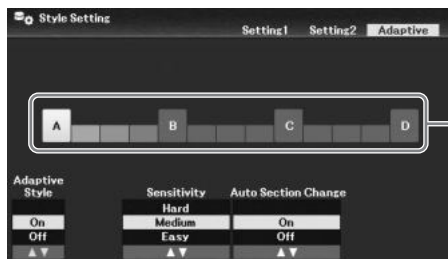 Style Setting
Setting1 Setting2 Adaptive
A B C D
Adaptive
Style Sensitivity Auto Section Change
Hard
On Medium On
Off Easy Off